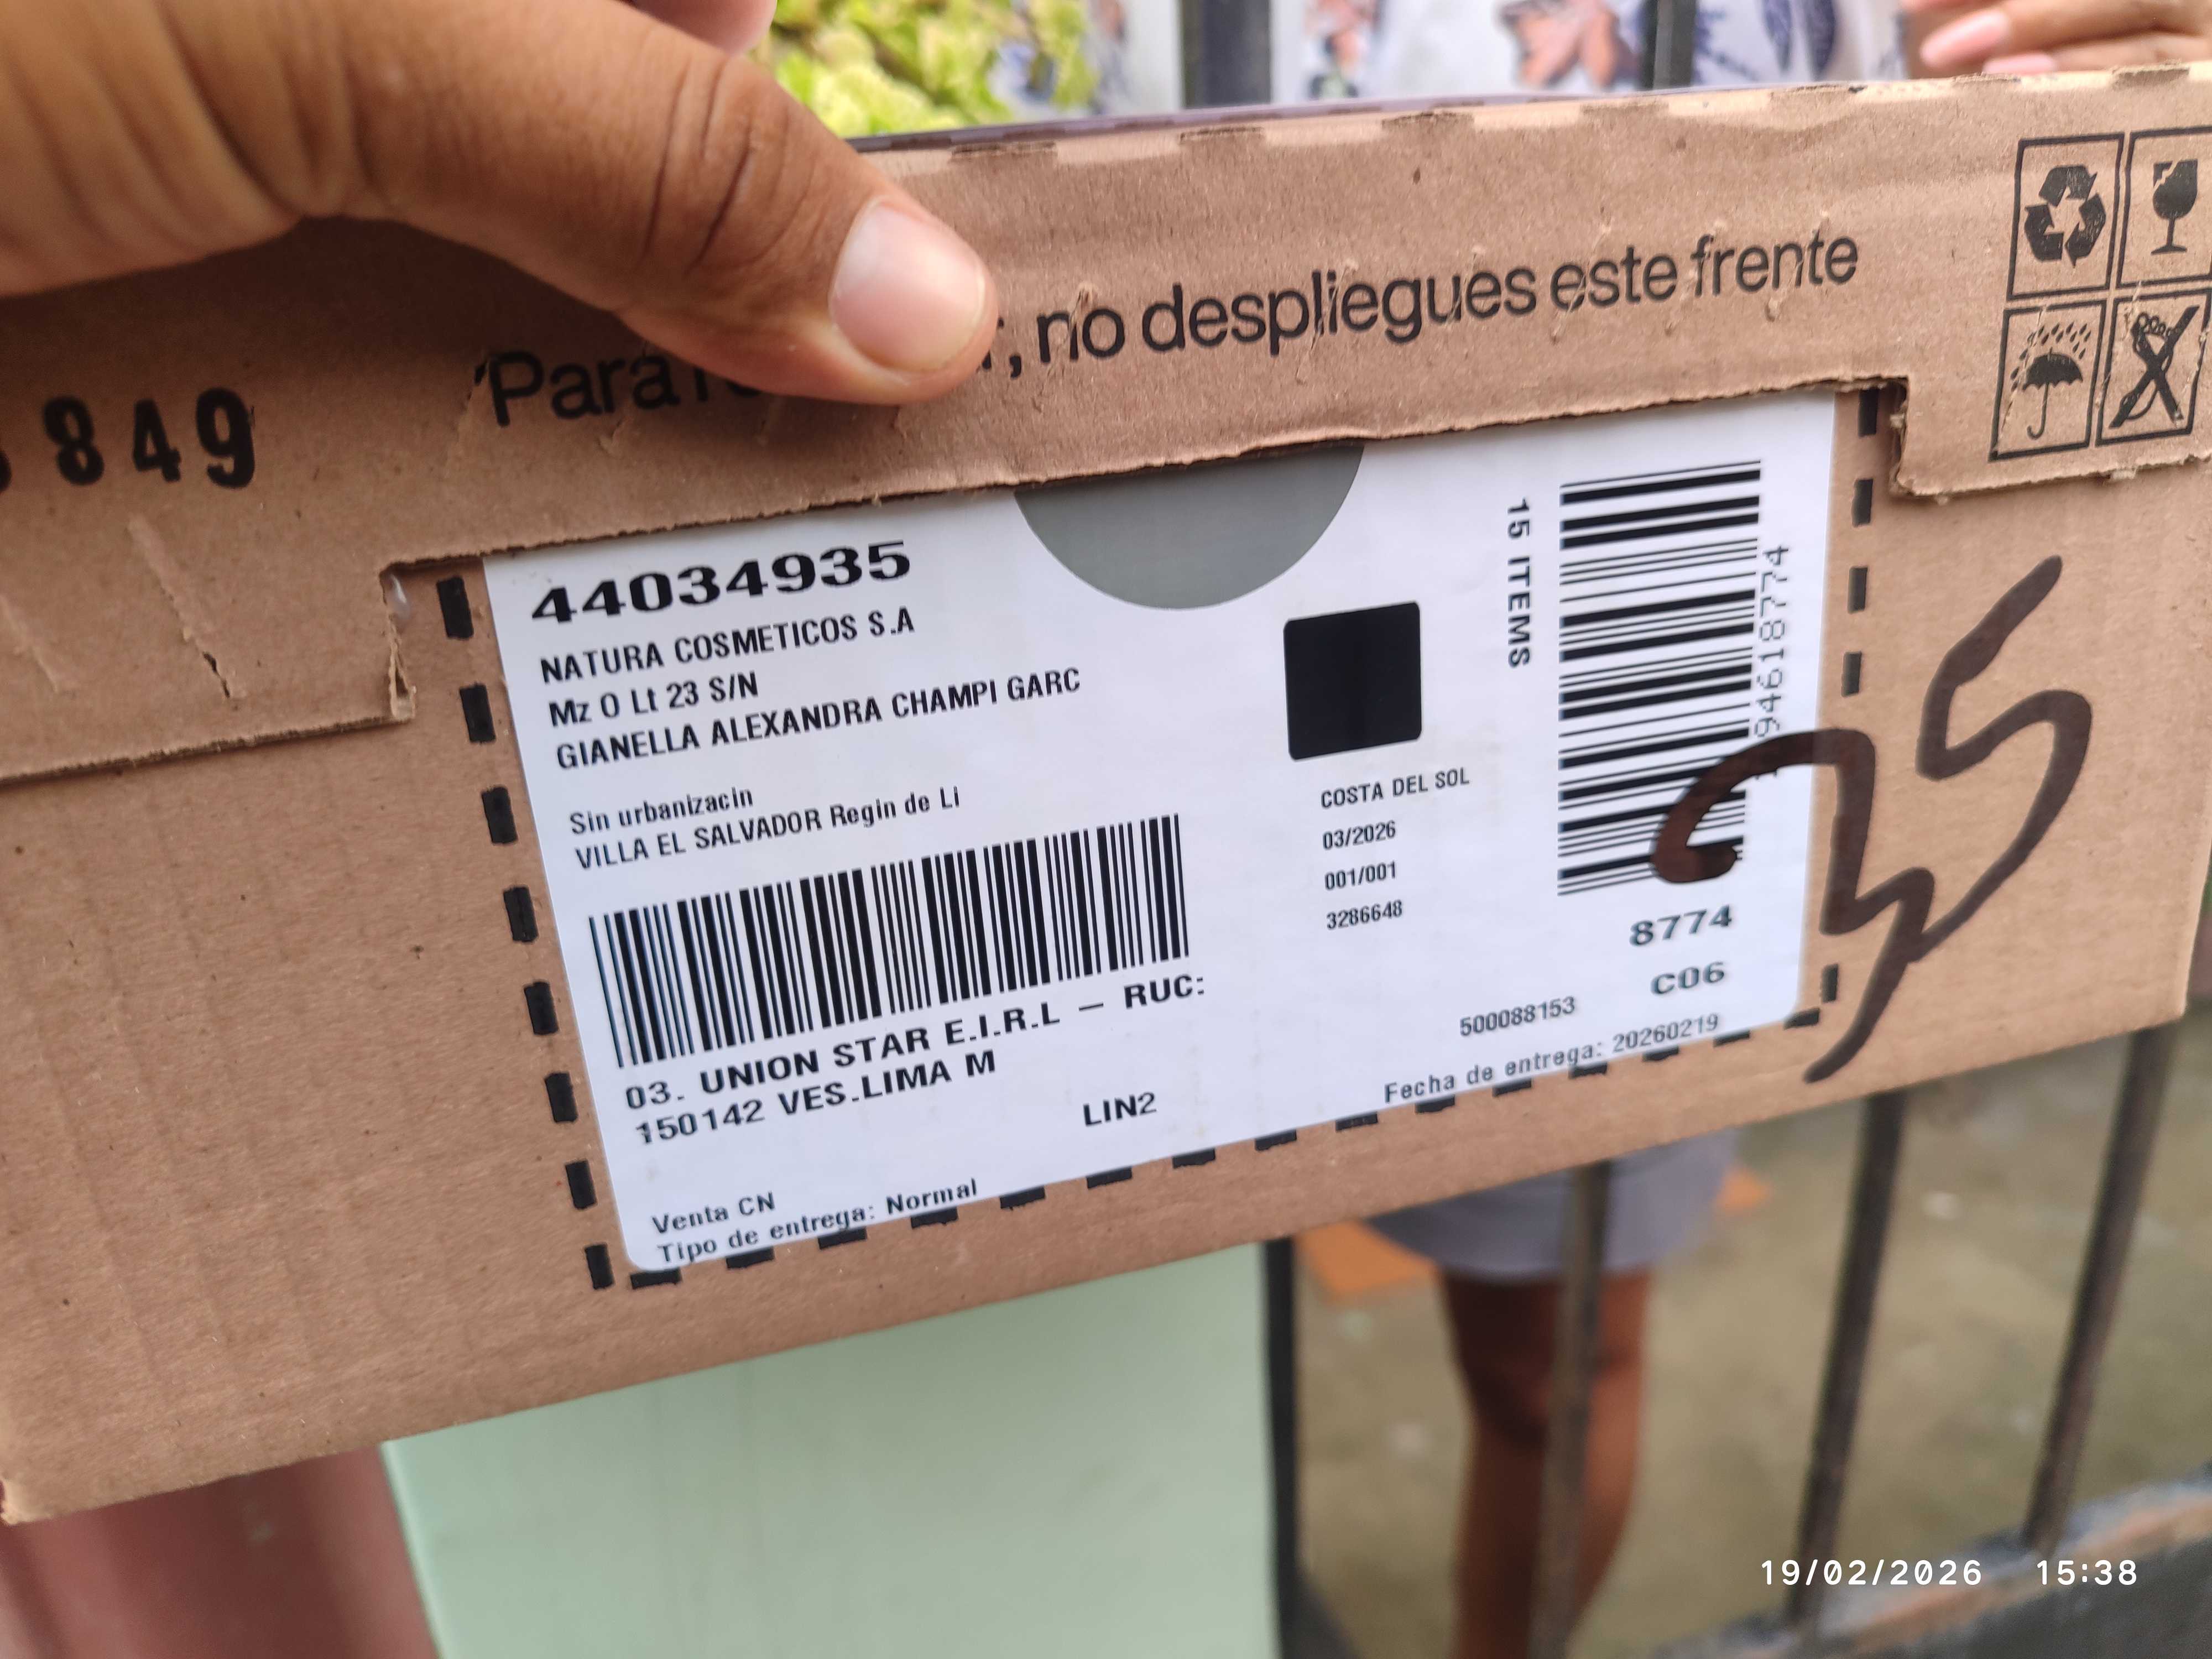 849
Para, no despliegues este frente
44034935
NATURA COSMETICOS S.A
Mz O Lt 23 S/N
GIANELLA ALEXANDRA CHAMPI GARC
Sin urbanizacin
VILLA EL SALVADOR Regin de Li
03. UNION STAR E.I.R.L — RUC:
150142 VES.LIMA M
LIN2
Venta CN
Tipo de entrega: Normal
COSTA DEL SOL
03/2026
001/001
3286648
15 ITEMS
8774
C06
500088153
Fecha de entrega: 20260219
35
19/02/2026 15:38